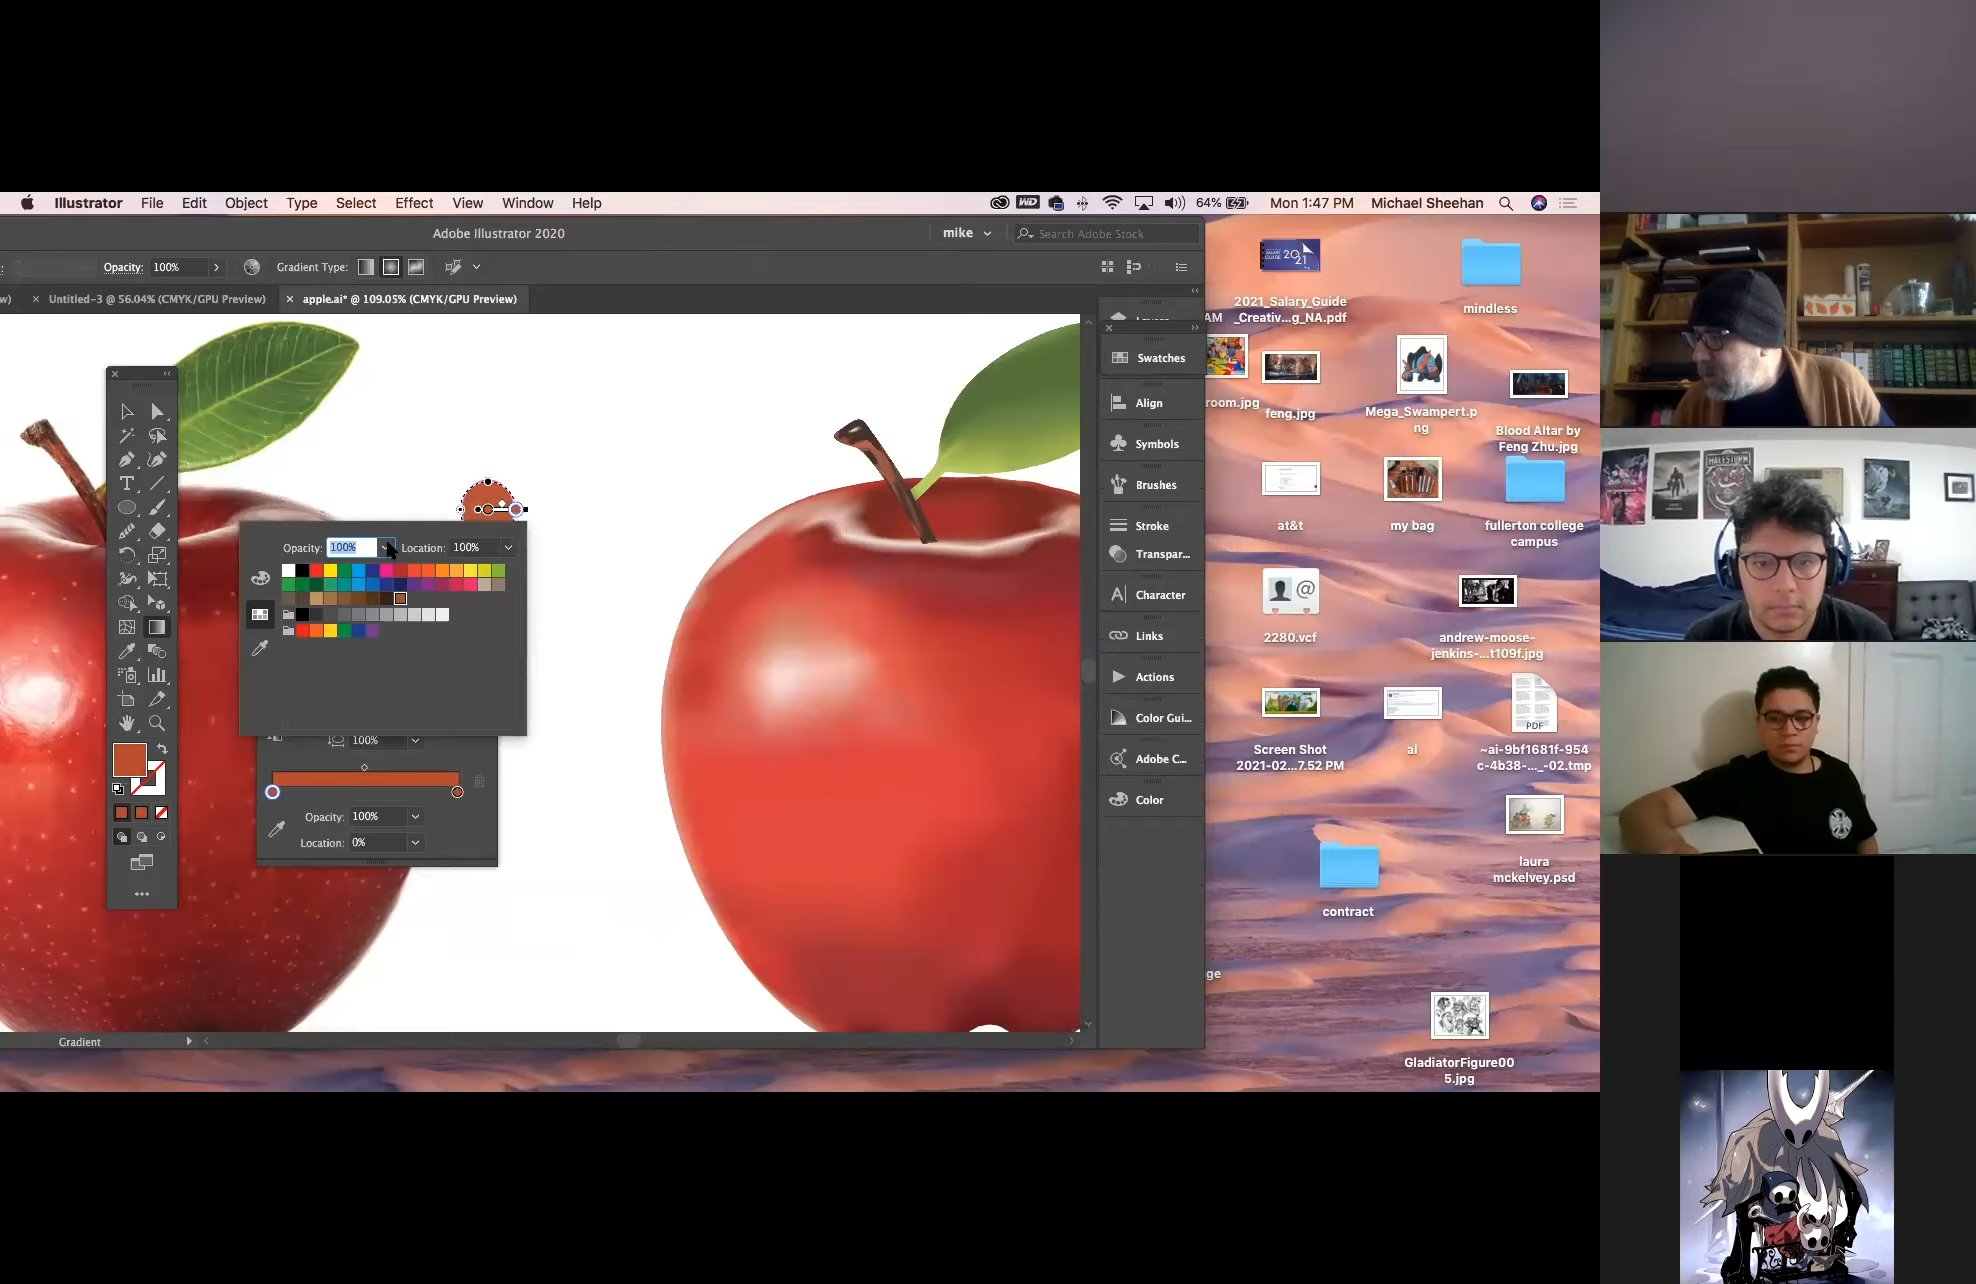 Illustrator File Edit Object Type Select Effect View Window Help
64% Mon 1:47 PM Michael Sheehan
Adobe Illustrator 2020
mike
Search Adobe Stock
Opacity: 100%
Gradient Type:
w)
Untitled-3 @ 56.04% (CMYK/GPU Preview)
apple.ai* @ 109.05% (CMYK/GPU Preview)
Swatches
Align
Symbols
Brushes
Stroke
Transpar...
Character
Links
Actions
Color Gui...
Adobe C...
Color
Opacity: 100%
Location: 100%
100%
Opacity: 100%
Location: 0%
Gradient
2021_Salary_Guide
AM _Creativ...g_NA.pdf
mindless
room.jpg
feng.jpg
Mega_Swampert.p
ng
Blood Altar by
Feng Zhu.jpg
at&t
my bag
fullerton college
campus
2280.vcf
andrew-moose-
jenkins-...t109f.jpg
Screen Shot
2021-02...7.52 PM
PDF
~ai-9bf1681f-954
c-4b38-..._-02.tmp
contract
laura
mckelvey.psd
ge
GladiatorFigure00
5.jpg
HALESTORM